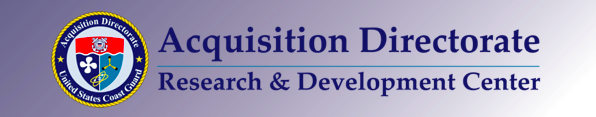 Acquisition Directorate
United States Coast Guard
Acquisition Directorate
Research & Development Center